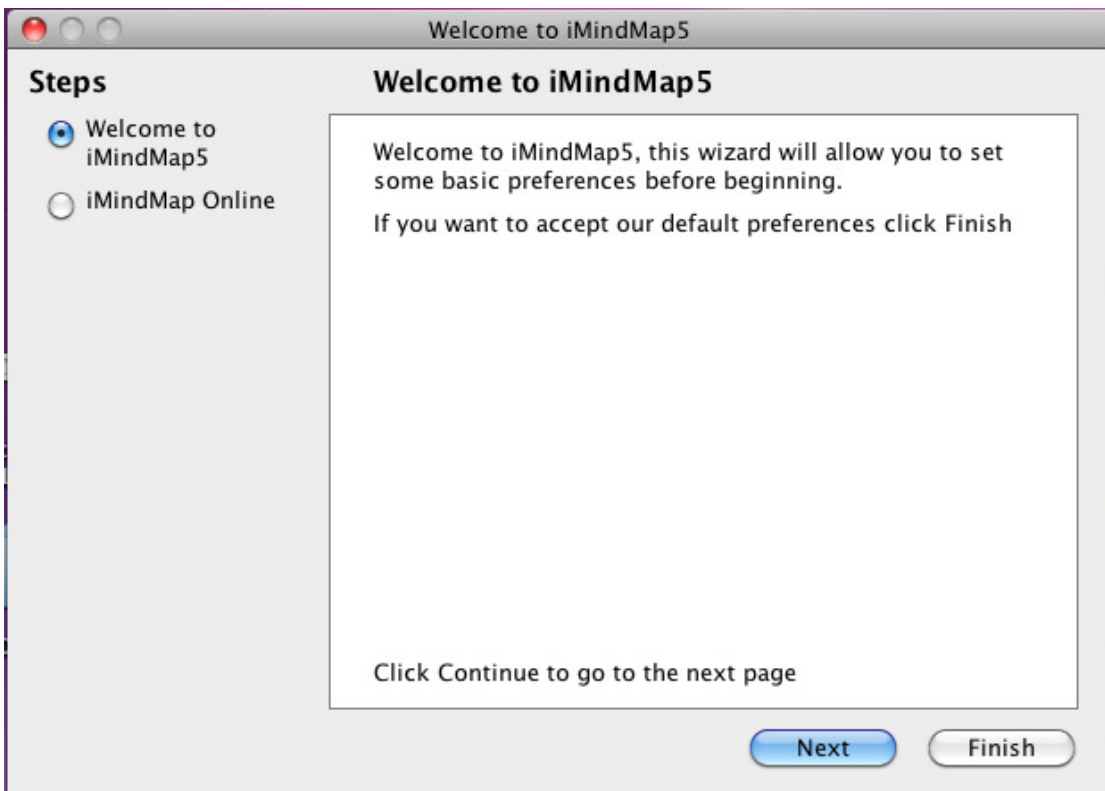 Welcome to iMindMap5
Steps
Welcome to
iMindMap5
iMindMap Online
Welcome to iMindMap5
Welcome to iMindMap5, this wizard will allow you to set
some basic preferences before beginning.
If you want to accept our default preferences click Finish
Click Continue to go to the next page
Next
Finish